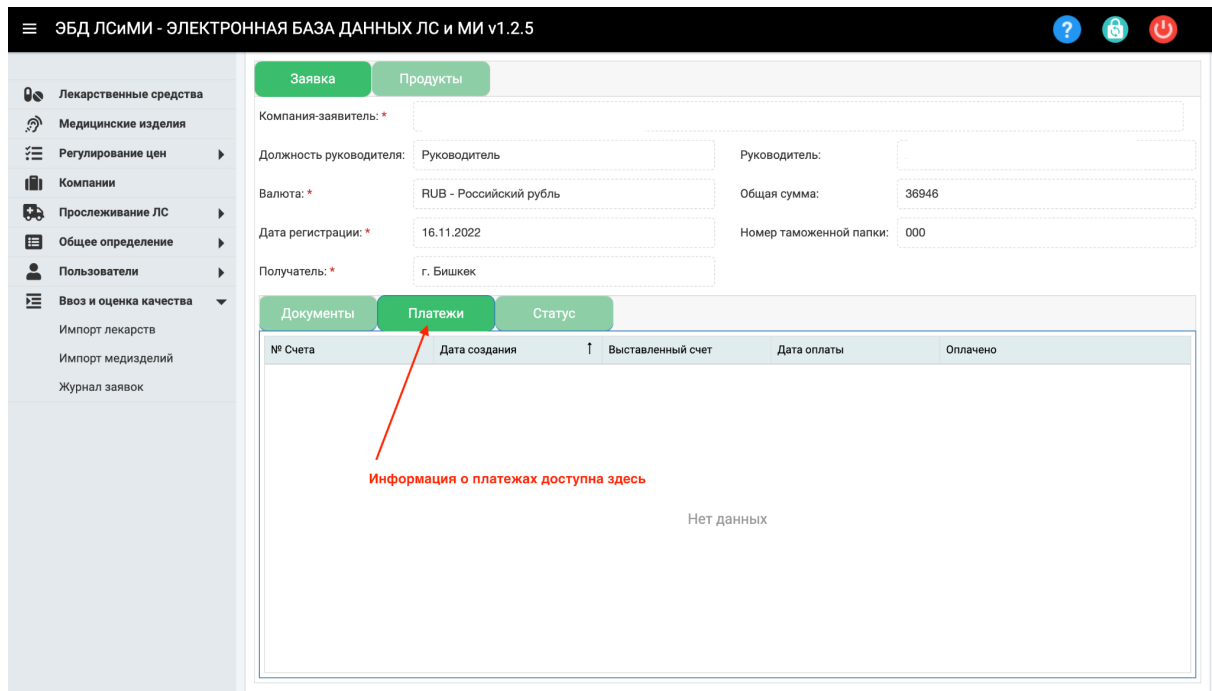 ЭБД ЛСиМИ - ЭЛЕКТРОННАЯ БАЗА ДАННЫХ ЛС и МИ v1.2.5
?
Лекарственные средства
Медицинские изделия
Регулирование цен
Компании
Прослеживание ЛС
Общее определение
Пользователи
Ввоз и оценка качества
Импорт лекарств
Импорт медизделий
Журнал заявок
Заявка Продукты
Компания-заявитель: *
Должность руководителя: Руководитель Руководитель:
Валюта: * RUB - Российский рубль Общая сумма: 36946
Дата регистрации: * 16.11.2022 Номер таможенной папки: 000
Получатель: * г. Бишкек
Документы Платежи Статус
№ Счета Дата создания ↑ Выставленный счет Дата оплаты Оплачено
Информация о платежах доступна здесь
Нет данных